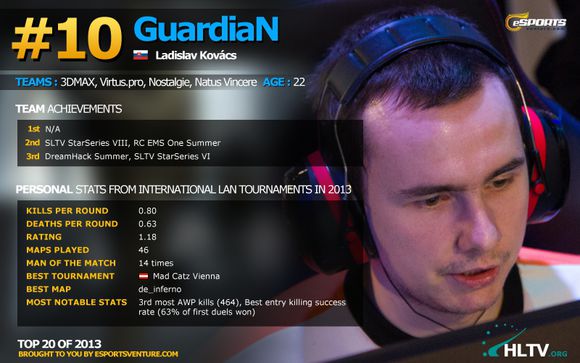 #10
GuardiaN
Ladislav Kovács
eSPORTS
VENTURE.COM
TEAMS : 3DMAX, Virtus.pro, Nostalgie, Natus Vincere AGE : 22
TEAM ACHIEVEMENTS
1st N/A
2nd SLTV StarSeries VIII, RC EMS One Summer
3rd DreamHack Summer, SLTV StarSeries VI
PERSONAL STATS FROM INTERNATIONAL LAN TOURNAMENTS IN 2013
KILLS PER ROUND 0.80
DEATHS PER ROUND 0.63
RATING 1.18
MAPS PLAYED 46
MAN OF THE MATCH 14 times
BEST TOURNAMENT Mad Catz Vienna
BEST MAP de_inferno
MOST NOTABLE STATS 3rd most AWP kills (464), Best entry killing success
rate (63% of first duels won)
TOP 20 OF 2013
BROUGHT TO YOU BY ESPORTSVENTURE.COM
HLTV.ORG